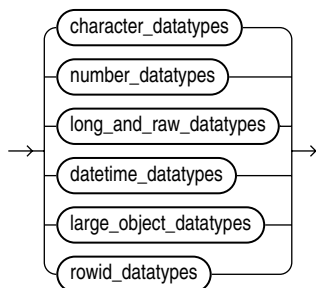 character_datatypes
number_datatypes
long_and_raw_datatypes
datetime_datatypes
large_object_datatypes
rowid_datatypes